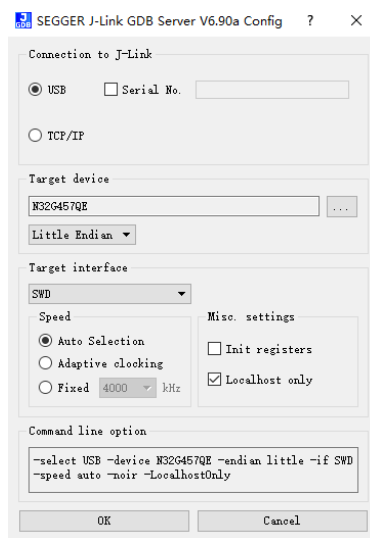 J
GDB
SEGGER J-Link GDB Server V6.90a Config ? ×
Connection to J-Link
USB Serial No.
TCP/IP
Target device
N32G457QE ...
Little Endian
Target interface
SWD
Speed
Misc. settings
Auto Selection
Init registers
Adaptive clocking
Localhost only
Fixed 4000 kHz
Command line option
-select USB -device N32G457QE -endian little -if SWD
-speed auto -noir -LocalhostOnly
OK Cancel